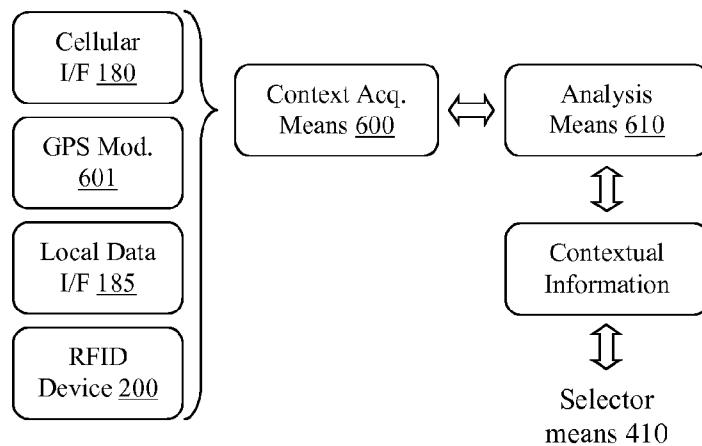 Cellular
I/F 180
GPS Mod.
601
Local Data
I/F 185
RFID
Device 200
Context Acq.
Means 600
Analysis
Means 610
Contextual
Information
Selector
means 410